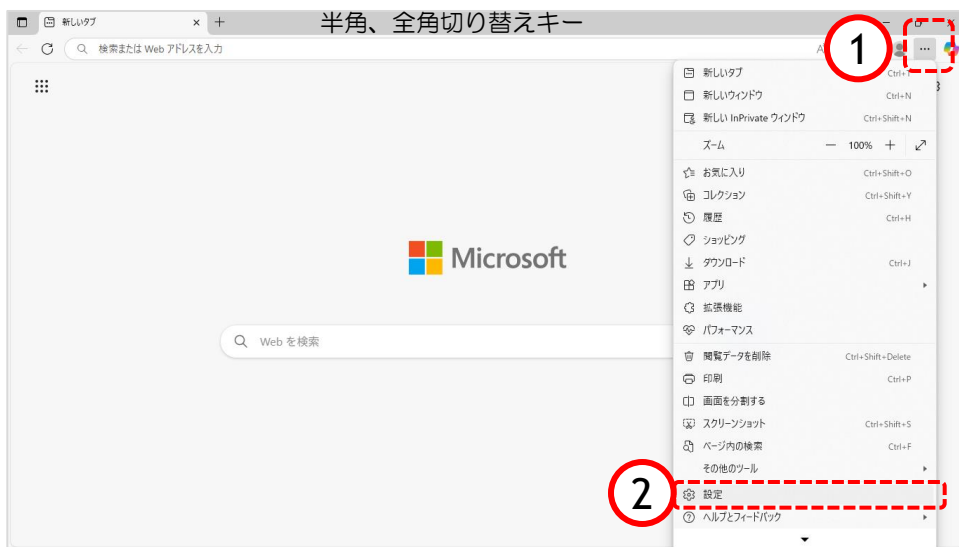 新しいタブ
半角、全角切り替えキー
検索または Web アドレスを入力
1
新しいタブ
新しいウィンドウ Ctrl+N
新しい InPrivate ウィンドウ Ctrl+Shift+N
ズーム 100%
お気に入り Ctrl+Shift+O
コレクション Ctrl+Shift+Y
履歴 Ctrl+H
ショッピング
Microsoft
ダウンロード Ctrl+J
アプリ
拡張機能
パフォーマンス
Web を検索
閲覧データを削除 Ctrl+Shift+Delete
印刷 Ctrl+P
画面を分割する
スクリーンショット Ctrl+Shift+S
ページ内の検索 Ctrl+F
その他のツール
2
設定
ヘルプとフィードバック